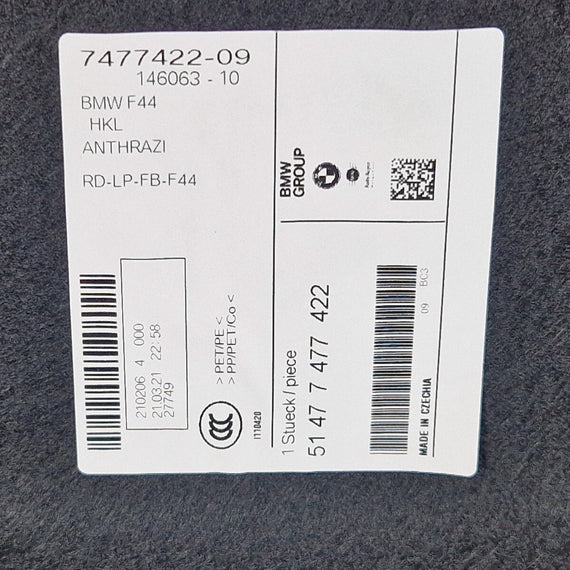 7477422-09
146063 - 10
BMW F44
HKL
ANTHRAZI
RD-LP-FB-F44
210206 4 000
21.03.21 22:58
27749
> PET/PE <
> PP/PET/Co <
CCC
I110420
BMW
GROUP
1 Stueck / piece
51 47 7 477 422
09 BC3
MADE IN CZECHIA